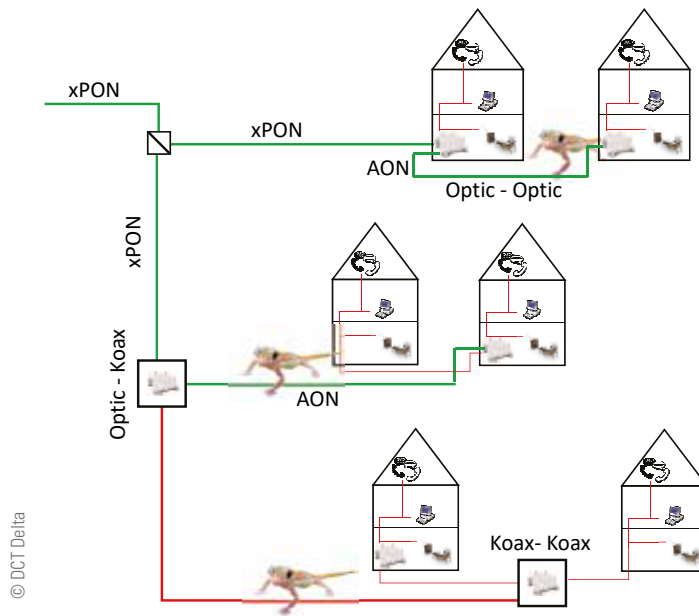 xPON
xPON
AON
Optic - Optic
xPON
Optic - Koax
AON
Koax- Koax
© DCT Delta